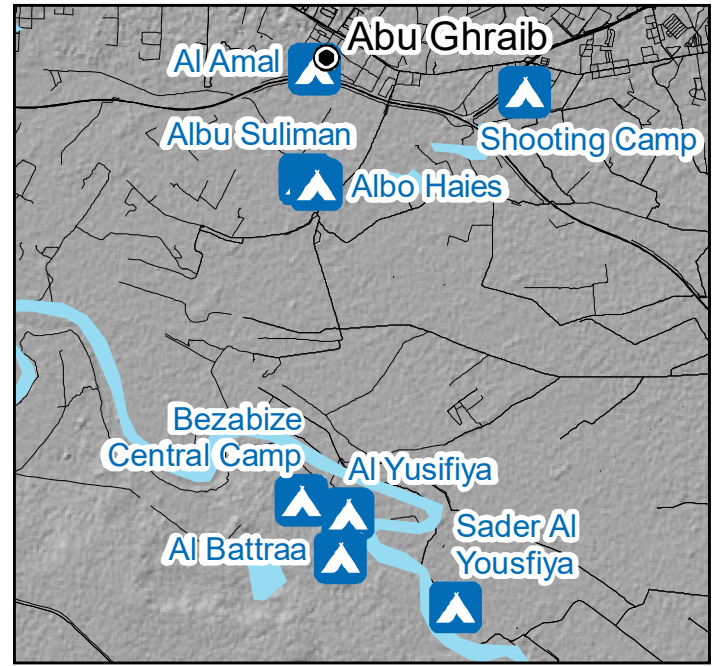 Abu Ghraib
Al Amal
Albu Suliman
Shooting Camp
Albo Haies
Bezabize
Central Camp
Al Yusifiya
Al Battraa
Sader Al
Yousfiya